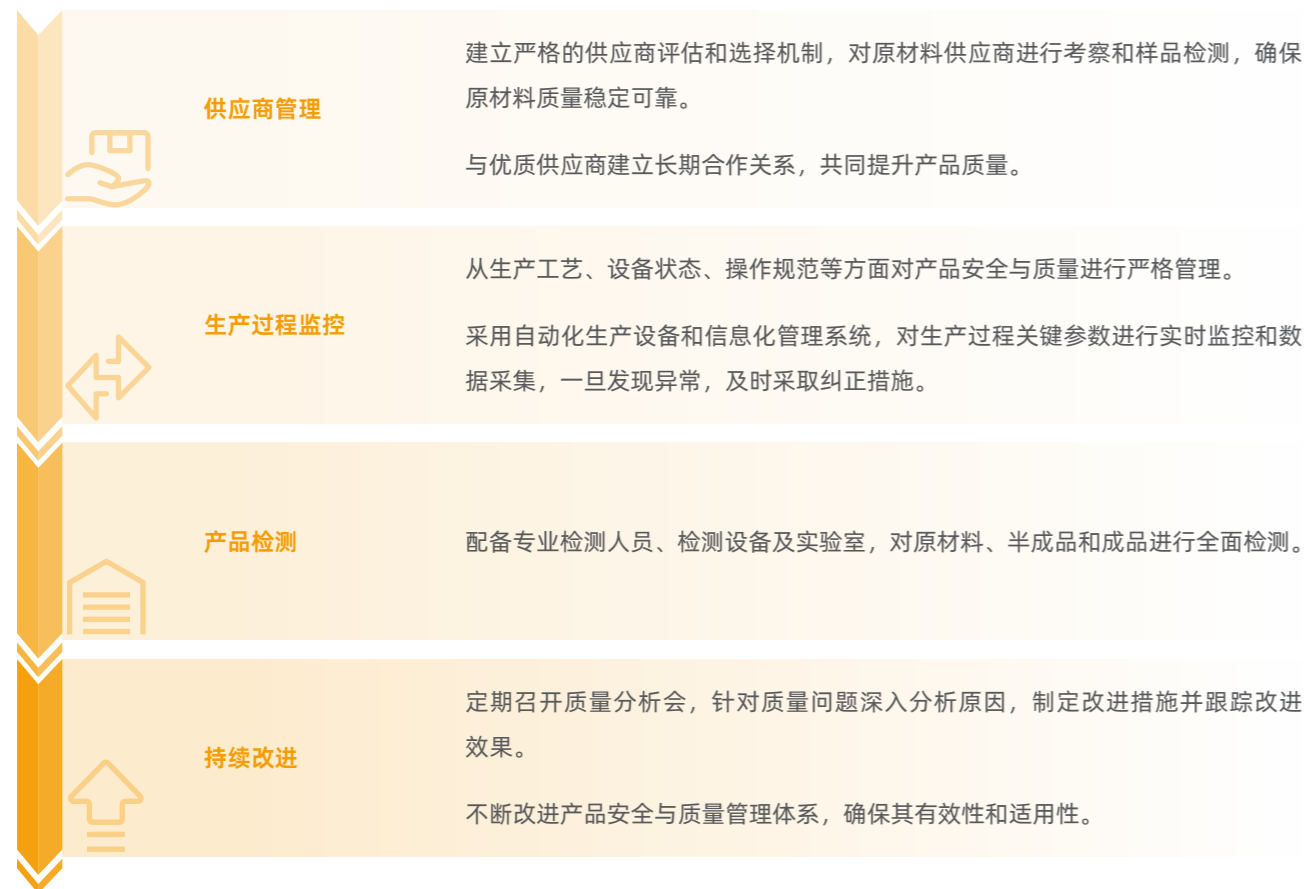 供应商管理
建立严格的供应商评估和选择机制，对原材料供应商进行考察和样品检测，确保
原材料质量稳定可靠。
与优质供应商建立长期合作关系，共同提升产品质量。
生产过程监控
从生产工艺、设备状态、操作规范等方面对产品安全与质量进行严格管理。
采用自动化生产设备和信息化管理系统，对生产过程关键参数进行实时监控和数
据采集，一旦发现异常，及时采取纠正措施。
产品检测
配备专业检测人员、检测设备及实验室，对原材料、半成品和成品进行全面检测。
持续改进
定期召开质量分析会，针对质量问题深入分析原因，制定改进措施并跟踪改进
效果。
不断改进产品安全与质量管理体系，确保其有效性和适用性。